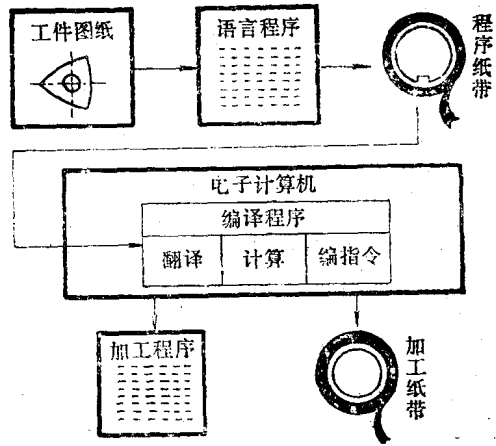 工件图纸
语言程序
程序纸带
电子计算机
编译程序
翻译
计算
编指令
加工程序
加工纸带